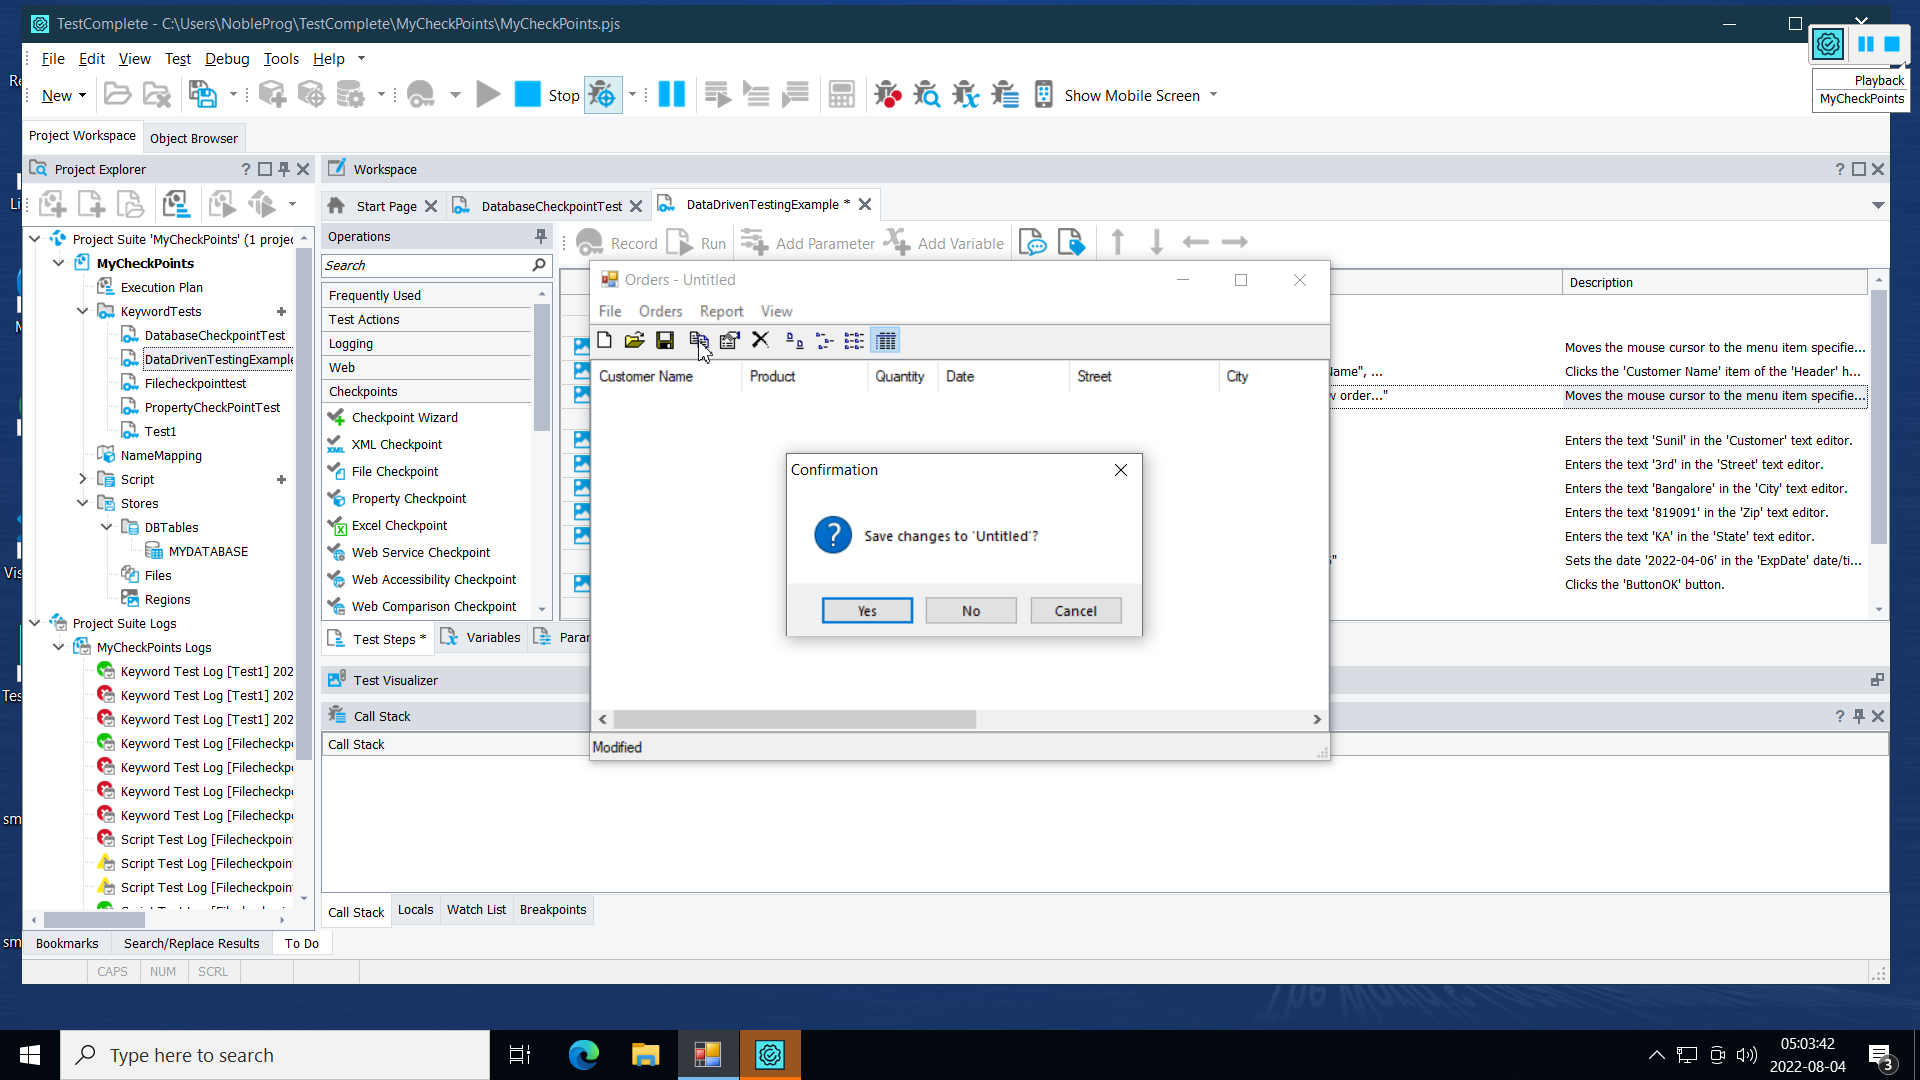 TestComplete - C:\Users\NobleProg\TestComplete\MyCheckPoints\MyCheckPoints.pjs
File Edit View Test Debug Tools Help
New Stop Show Mobile Screen
Playback
MyCheckPoints
Project Workspace Object Browser
Project Explorer
Workspace
Start Page DatabaseCheckpointTest DataDrivenTestingExample *
Project Suite 'MyCheckPoints' (1 projec
MyCheckPoints
Execution Plan
KeywordTests
DatabaseCheckpointTest
DataDrivenTestingExample
Filecheckpointtest
PropertyCheckPointTest
Test1
NameMapping
Script
Stores
DBTables
MYDATABASE
Files
Regions
Project Suite Logs
MyCheckPoints Logs
Keyword Test Log [Test1] 202
Keyword Test Log [Test1] 202
Keyword Test Log [Test1] 202
Keyword Test Log [Filecheckp
Keyword Test Log [Filecheckp
Keyword Test Log [Filecheckp
Keyword Test Log [Filecheckp
Script Test Log [Filecheckpoin
Script Test Log [Filecheckpoin
Script Test Log [Filecheckpoin
Bookmarks Search/Replace Results To Do
CAPS NUM SCRL
Operations
Search
Frequently Used
Test Actions
Logging
Web
Checkpoints
Checkpoint Wizard
XML Checkpoint
File Checkpoint
Property Checkpoint
Excel Checkpoint
Web Service Checkpoint
Web Accessibility Checkpoint
Web Comparison Checkpoint
Record Run Add Parameter Add Variable
Description
Moves the mouse cursor to the menu item specifie...
Name", ... Clicks the 'Customer Name' item of the 'Header' h...
w order..." Moves the mouse cursor to the menu item specifie...
Enters the text 'Sunil' in the 'Customer' text editor.
Enters the text '3rd' in the 'Street' text editor.
Enters the text 'Bangalore' in the 'City' text editor.
Enters the text '819091' in the 'Zip' text editor.
Enters the text 'KA' in the 'State' text editor.
Sets the date '2022-04-06' in the 'ExpDate' date/ti...
Clicks the 'ButtonOK' button.
Orders - Untitled
File Orders Report View
Customer Name Product Quantity Date Street City
Confirmation
Save changes to 'Untitled'?
Yes No Cancel
Modified
Test Steps * Variables Parar
Test Visualizer
Call Stack
Call Stack
Call Stack Locals Watch List Breakpoints
Type here to search
05:03:42
2022-08-04
3